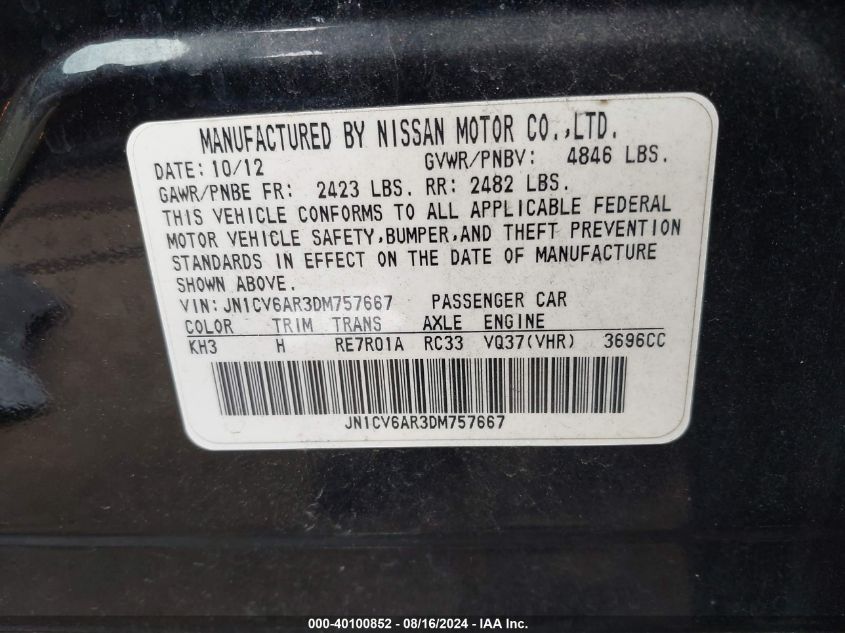 MANUFACTURED BY NISSAN MOTOR CO.,LTD.
DATE: 10/12 GVWR/PNBV: 4846 LBS.
GAWR/PNBE FR: 2423 LBS. RR: 2482 LBS.
THIS VEHICLE CONFORMS TO ALL APPLICABLE FEDERAL
MOTOR VEHICLE SAFETY,BUMPER,AND THEFT PREVENTION
STANDARDS IN EFFECT ON THE DATE OF MANUFACTURE
SHOWN ABOVE.
VIN: JN1CV6AR3DM757667 PASSENGER CAR
COLOR TRIM TRANS AXLE ENGINE
KH3 H RE7R01A RC33 VQ37(VHR) 3696CC
JN1CV6AR3DM757667
000-40100852 - 08/16/2024 - IAA Inc.